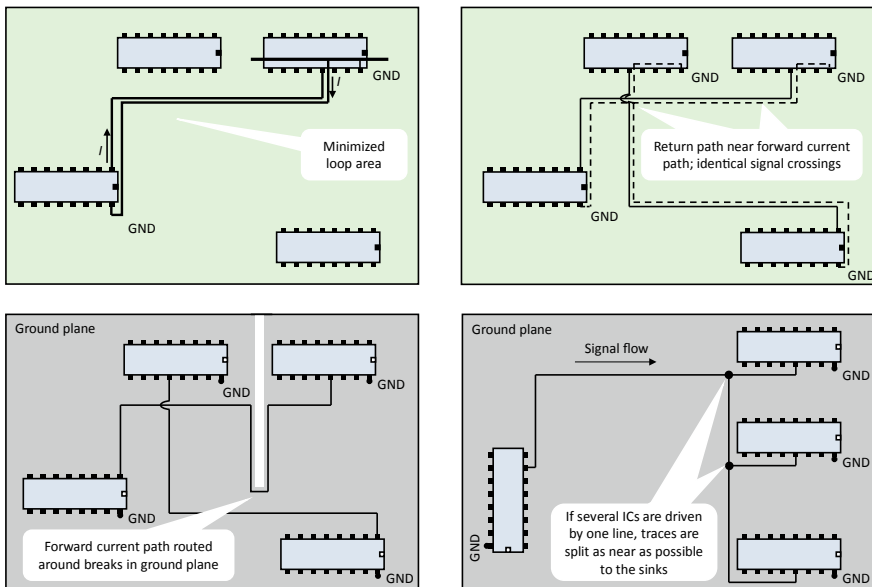 GND
I
Minimized
loop area
I
GND
GND
GND
Return path near forward current
path; identical signal crossings
GND
GND
Ground plane
GND
GND
GND
Forward current path routed
around breaks in ground plane
GND
Ground plane
Signal flow
GND
GND
If several ICs are driven
by one line, traces are
split as near as possible
to the sinks
GND
GND